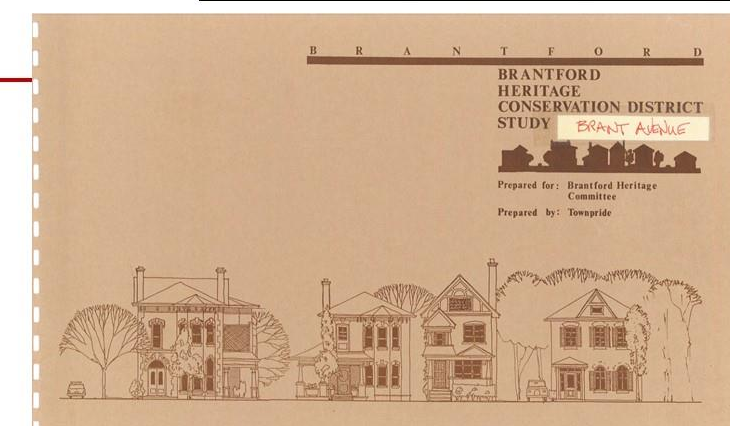 B R A N T F O R D
BRANTFORD
HERITAGE
CONSERVATION DISTRICT
STUDY BRANT AVENUE
Prepared for: Brantford Heritage
Committee
Prepared by: Townpride